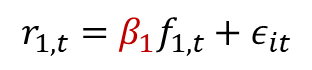 r₁,ₜ = β₁f₁,ₜ + ϵᵢₜ